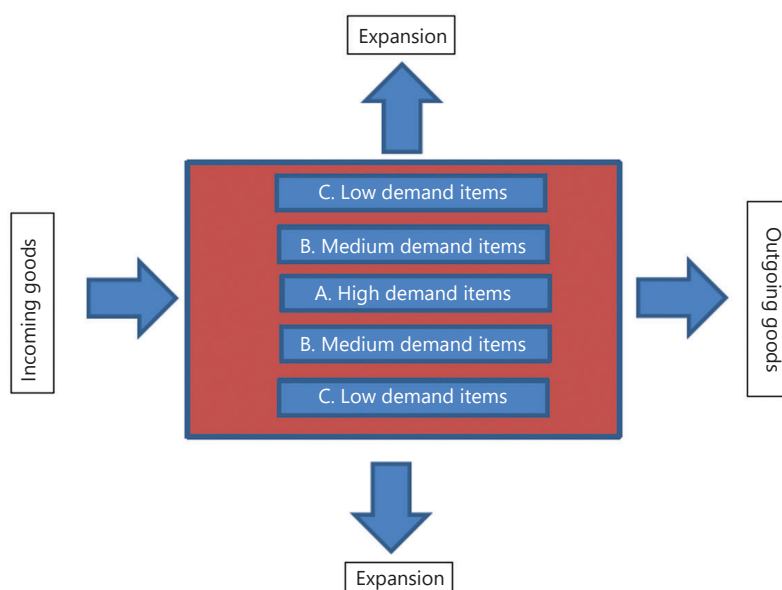 Expansion
C. Low demand items
B. Medium demand items
Incoming goods
A. High demand items
Outgoing goods
B. Medium demand items
C. Low demand items
Expansion